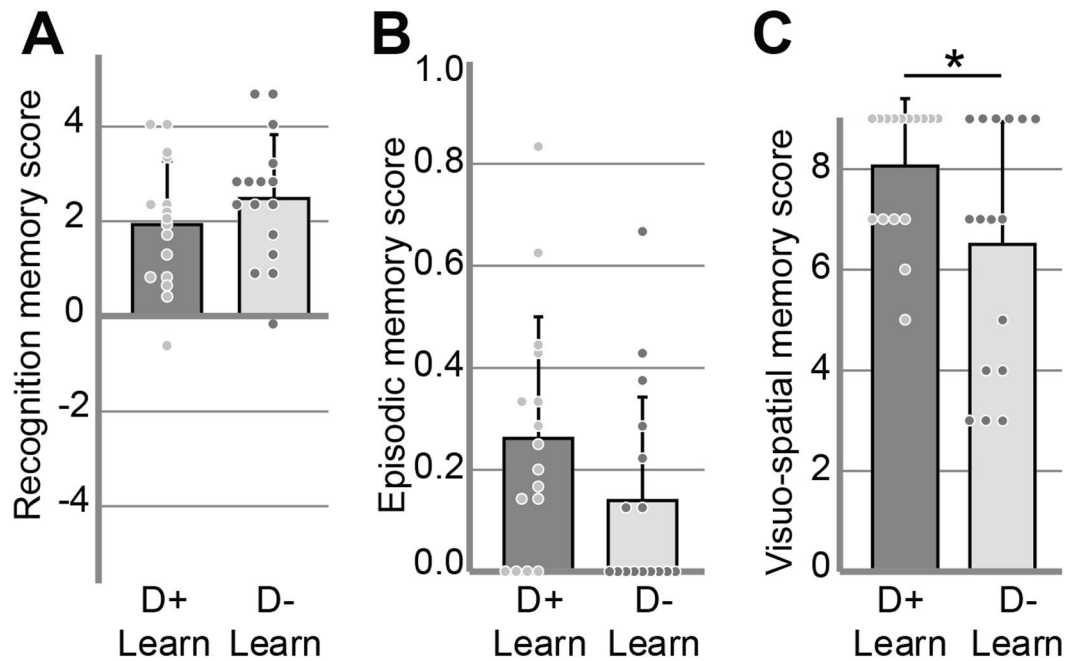 A
Recognition memory score
4
2
0
-2
-4
D+ Learn
D- Learn
B
Episodic memory score
1.0
0.8
0.6
0.4
0.2
0.0
D+ Learn
D- Learn
C
Visuo-spatial memory score
*
8
6
4
2
0
D+ Learn
D- Learn